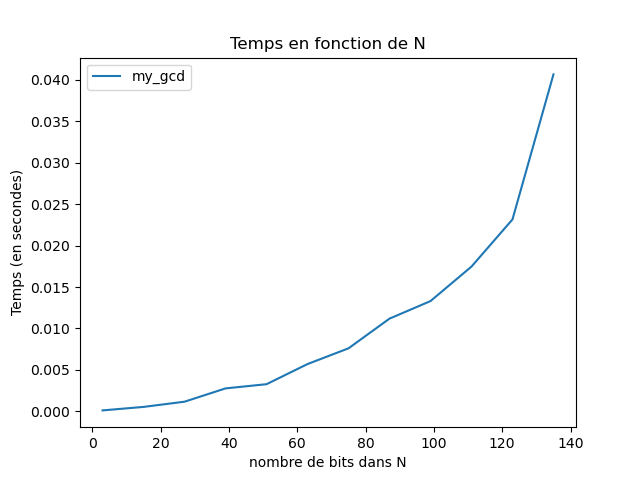 Temps en fonction de N
my_gcd
Temps (en secondes)
0.040
0.035
0.030
0.025
0.020
0.015
0.010
0.005
0.000
0 20 40 60 80 100 120 140
nombre de bits dans N